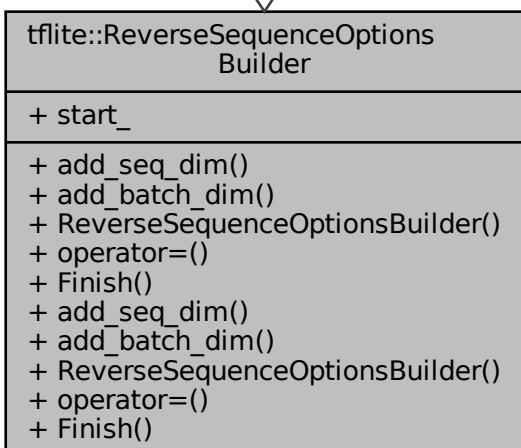 tflite::ReverseSequenceOptions
Builder
+ start_
+ add_seq_dim()
+ add_batch_dim()
+ ReverseSequenceOptionsBuilder()
+ operator=()
+ Finish()
+ add_seq_dim()
+ add_batch_dim()
+ ReverseSequenceOptionsBuilder()
+ operator=()
+ Finish()